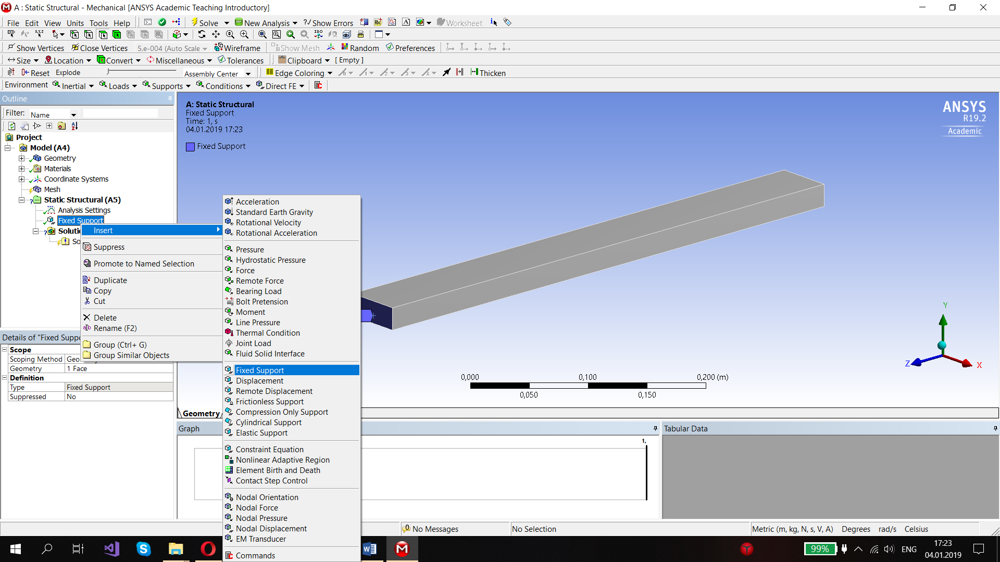 A : Static Structural - Mechanical [ANSYS Academic Teaching Introductory]
File Edit View Units Tools Help Solve New Analysis ?/Show Errors Worksheet
Show Vertices Close Vertices 5,e-004 (Auto Scale Wireframe Show Mesh Random Preferences
Size Location Convert Miscellaneous Tolerances Clipboard [ Empty ]
Reset Explode Assembly Center Edge Coloring Thicken
Environment Inertial Loads Supports Conditions Direct FE
Outline
Filter: Name
Project
Model (A4)
Geometry
Materials
Coordinate Systems
Mesh
Static Structural (A5)
Analysis Settings
Fixed Support
Soluti
So
Insert
Suppress
Promote to Named Selection
Duplicate
Copy
Cut
Delete
Rename (F2)
Group (Ctrl+ G)
Group Similar Objects
Acceleration
Standard Earth Gravity
Rotational Velocity
Rotational Acceleration
Pressure
Hydrostatic Pressure
Force
Remote Force
Bearing Load
Bolt Pretension
Moment
Line Pressure
Thermal Condition
Joint Load
Fluid Solid Interface
Fixed Support
Displacement
Remote Displacement
Frictionless Support
Compression Only Support
Cylindrical Support
Elastic Support
Constraint Equation
Nonlinear Adaptive Region
Element Birth and Death
Contact Step Control
Nodal Orientation
Nodal Force
Nodal Pressure
Nodal Displacement
EM Transducer
Commands
Details of "Fixed Suppo
Scope
Scoping Method Geo
Geometry 1 Face
Definition
Type Fixed Support
Suppressed No
A: Static Structural
Fixed Support
Time: 1, s
04.01.2019 17:23
Fixed Support
ANSYS
R19.2
Academic
Y
Z
X
0,000 0,100 0,200 (m)
0,050 0,150
Geometry
Graph
1,
Tabular Data
0 No Messages No Selection Metric (m, kg, N, s, V, A) Degrees rad/s Celsius
99% ENG 17:23
04.01.2019